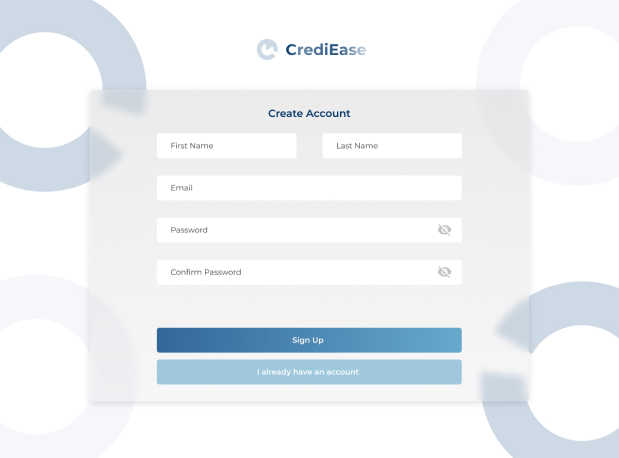 CrediEase
Create Account
First Name
Last Name
Email
Password
Confirm Password
Sign Up
I already have an account